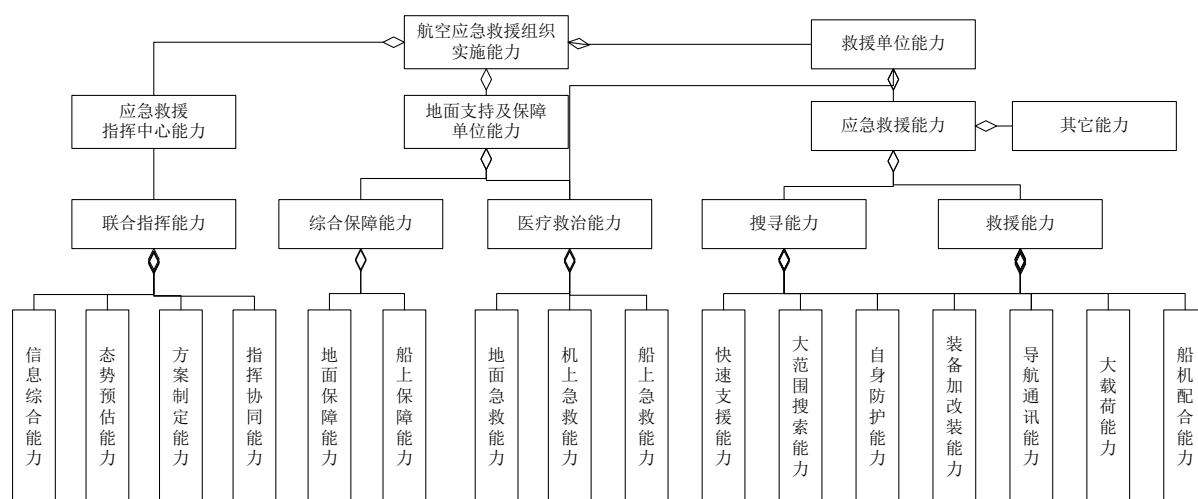 航空应急救援组织
实施能力
救援单位能力
应急救援
指挥中心能力
地面支持及保障
单位能力
应急救援能力
其它能力
联合指挥能力
综合保障能力
医疗救治能力
搜寻能力
救援能力
信息综合能力
态势预估能力
方案制定能力
指挥协同能力
地面保障能力
船上保障能力
地面急救能力
机上急救能力
船上急救能力
快速支援能力
大范围搜索能力
自身防护能力
装备加改装能力
导航通讯能力
大载荷能力
船机配合能力